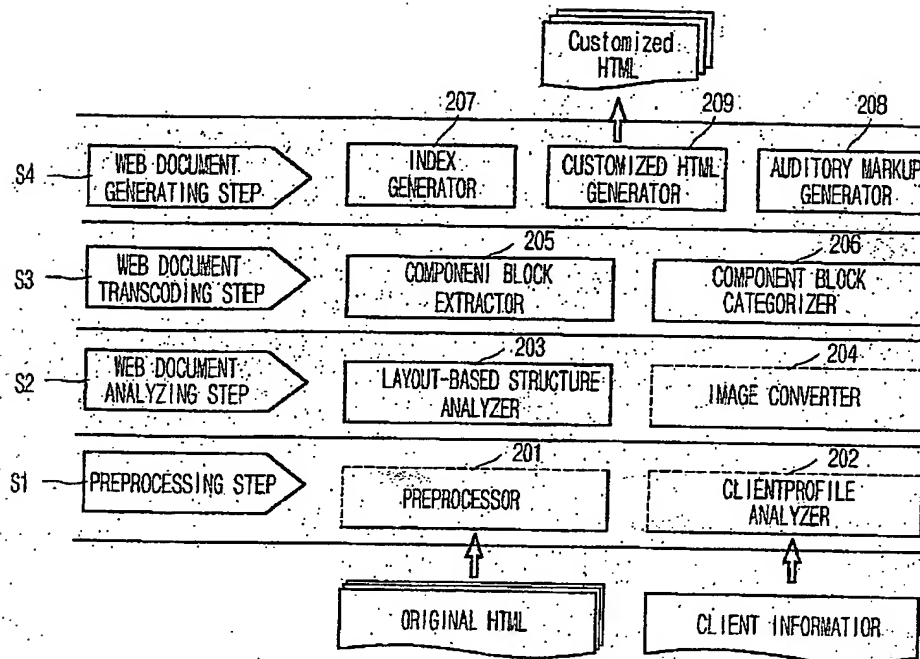 Customized
HTML
207
209
208
S4
WEB DOCUMENT
GENERATING STEP
INDEX
GENERATOR
CUSTOMIZED HTML
GENERATOR
AUDITORY MARKUP
GENERATOR
205
206
S3
WEB DOCUMENT
TRANSCODING STEP
COMPONENT BLOCK
EXTRACTOR
COMPONENT BLOCK
CATEGORIZER
203
204
S2
WEB DOCUMENT
ANALYZING STEP
LAYOUT-BASED STRUCTURE
ANALYZER
IMAGE CONVERTER
201
202
S1
PREPROCESSING STEP
PREPROCESSOR
CLIENTPROFILE
ANALYZER
ORIGINAL HTML
CLIENT INFORMATIOR